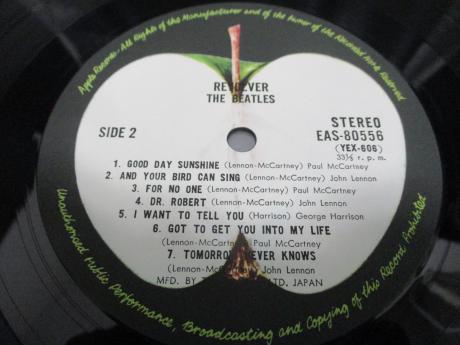 Apple Records · All Rights of the Manufacturer and of the Owner of the Recorded Work Reserved
REVOLVER
THE BEATLES
SIDE 2
STEREO
EAS-80556
(YEX-606)
33⅓ r. p. m.
1. GOOD DAY SUNSHINE (Lennon-McCartney) Paul McCartney
2. AND YOUR BIRD CAN SING (Lennon-McCartney) John Lennon
3. FOR NO ONE (Lennon-McCartney) Paul McCartney
4. DR. ROBERT (Lennon-McCartney) John Lennon
5. I WANT TO TELL YOU (Harrison) George Harrison
6. GOT TO GET YOU INTO MY LIFE
(Lennon-McCartney) Paul McCartney
7. TOMORROW NEVER KNOWS
(Lennon-McCartney) John Lennon
MFD. BY LTD. JAPAN
Unauthorised Public Performance, Broadcasting and Copying of this Record Prohibited